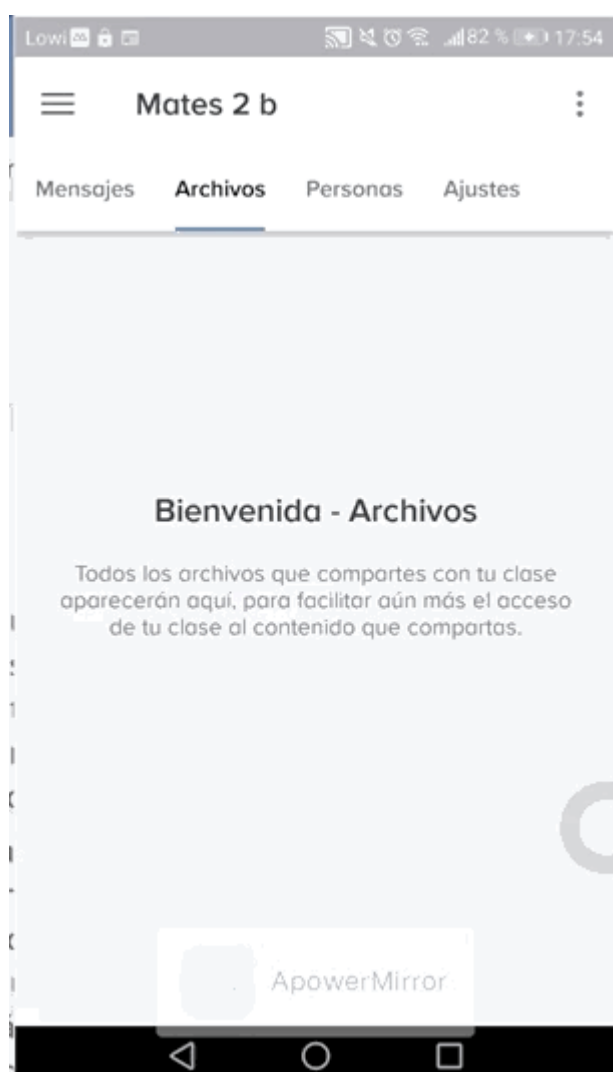 Lowi 82 % 17:54
Mates 2 b
Mensajes Archivos Personas Ajustes
Bienvenida - Archivos
Todos los archivos que compartes con tu clase
aparecerán aquí, para facilitar aún más el acceso
de tu clase al contenido que compartas.
ApowerMirror